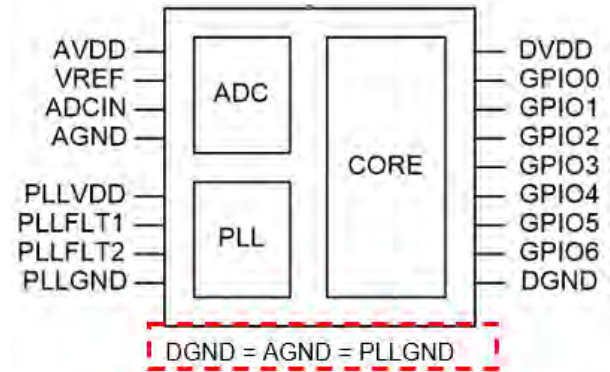 AVDD
VREF
ADCIN
AGND
PLLVDD
PLLFLT1
PLLFLT2
PLLGND
ADC
PLL
CORE
DVDD
GPIO0
GPIO1
GPIO2
GPIO3
GPIO4
GPIO5
GPIO6
DGND
DGND = AGND = PLLGND